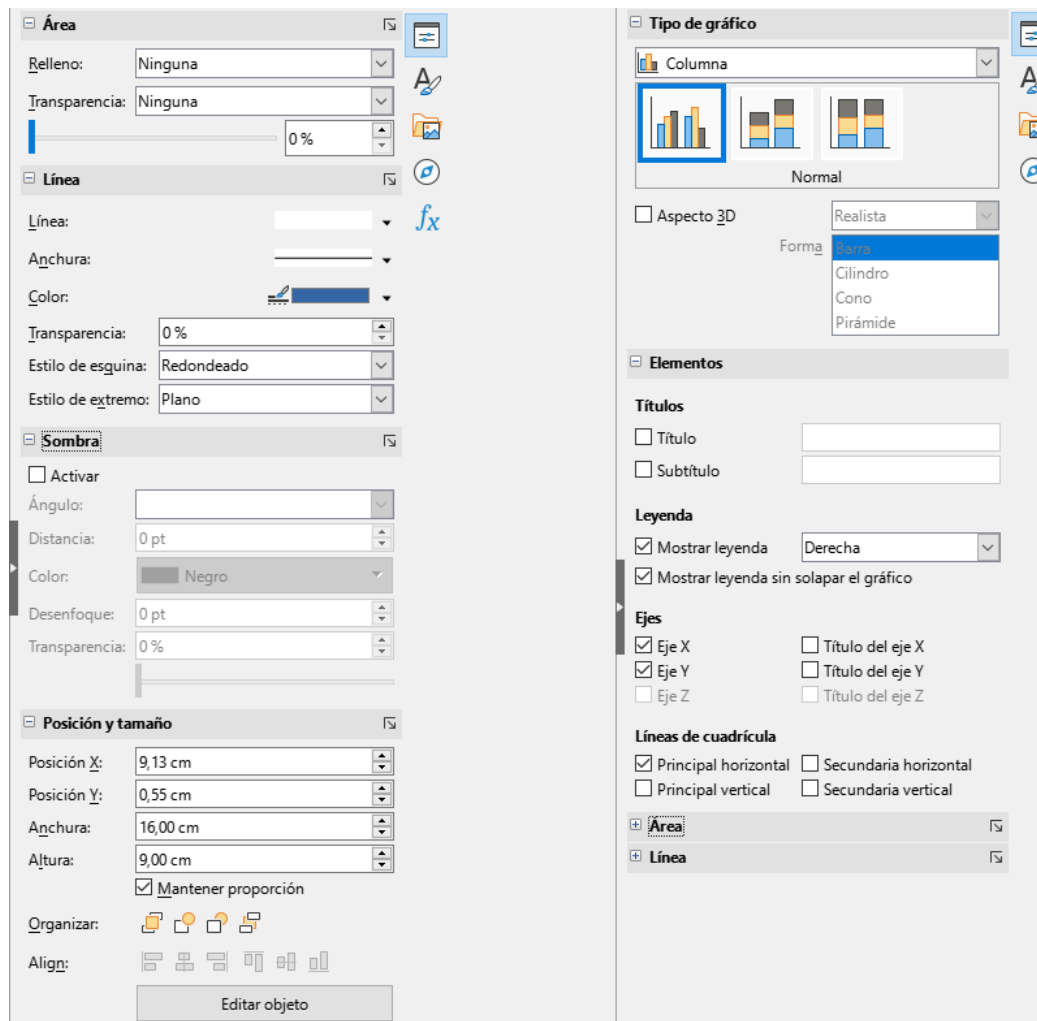 Área
Relleno: Ninguna
Transparencia: Ninguna
0 %
Línea
Línea:
Anchura:
Color:
Transparencia: 0 %
Estilo de esquina: Redondeado
Estilo de extremo: Plano
Sombra
Activar
Ángulo:
Distancia: 0 pt
Color: Negro
Desenfoque: 0 pt
Transparencia: 0 %
Posición y tamaño
Posición X: 9,13 cm
Posición Y: 0,55 cm
Anchura: 16,00 cm
Altura: 9,00 cm
Mantener proporción
Organizar:
Align:
Editar objeto
fx
Tipo de gráfico
Columna
Normal
Aspecto 3D Realista
Forma Barra
Cilindro
Cono
Pirámide
Elementos
Títulos
Título
Subtítulo
Leyenda
Mostrar leyenda Derecha
Mostrar leyenda sin solapar el gráfico
Ejes
Eje X Título del eje X
Eje Y Título del eje Y
Eje Z Título del eje Z
Líneas de cuadrícula
Principal horizontal Secundaria horizontal
Principal vertical Secundaria vertical
Área
Línea